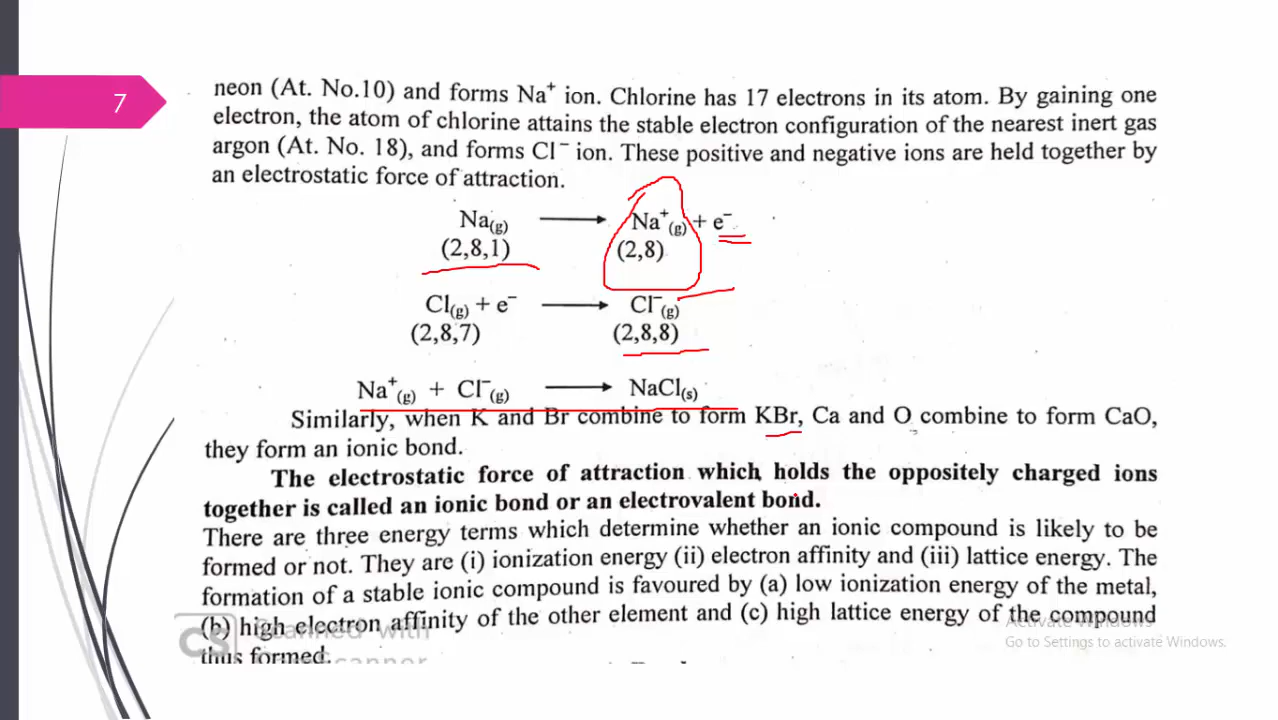 7
neon (At. No.10) and forms Na⁺ ion. Chlorine has 17 electrons in its atom. By gaining one
electron, the atom of chlorine attains the stable electron configuration of the nearest inert gas
argon (At. No. 18), and forms Cl⁻ ion. These positive and negative ions are held together by
an electrostatic force of attraction.
Na(g) ⟶ Na⁺(g) + e⁻
(2,8,1) (2,8)
Cl(g) + e⁻ ⟶ Cl⁻(g)
(2,8,7) (2,8,8)
Na⁺(g) + Cl⁻(g) ⟶ NaCl(s)
Similarly, when K and Br combine to form KBr, Ca and O combine to form CaO,
they form an ionic bond.
The electrostatic force of attraction which holds the oppositely charged ions
together is called an ionic bond or an electrovalent bond.
There are three energy terms which determine whether an ionic compound is likely to be
formed or not. They are (i) ionization energy (ii) electron affinity and (iii) lattice energy. The
formation of a stable ionic compound is favoured by (a) low ionization energy of the metal,
(b) high electron affinity of the other element and (c) high lattice energy of the compound
thus formed.
CS Scanned with
Activate Windows
Go to Settings to activate Windows.